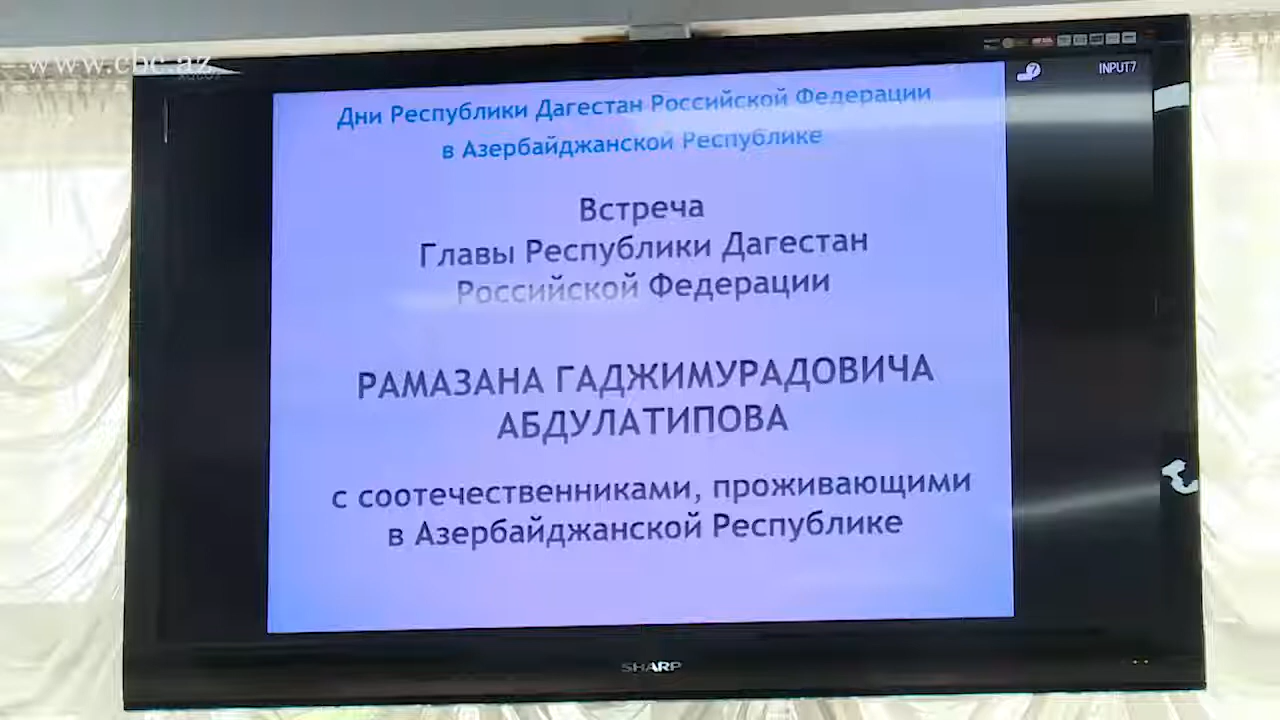 www.cbc.az
INPUT7
Дни Республики Дагестан Российской Федерации
в Азербайджанской Республике
Встреча
Главы Республики Дагестан
Российской Федерации
РАМАЗАНА ГАДЖИМУРАДОВИЧА
АБДУЛАТИПОВА
с соотечественниками, проживающими
в Азербайджанской Республике
SHARP